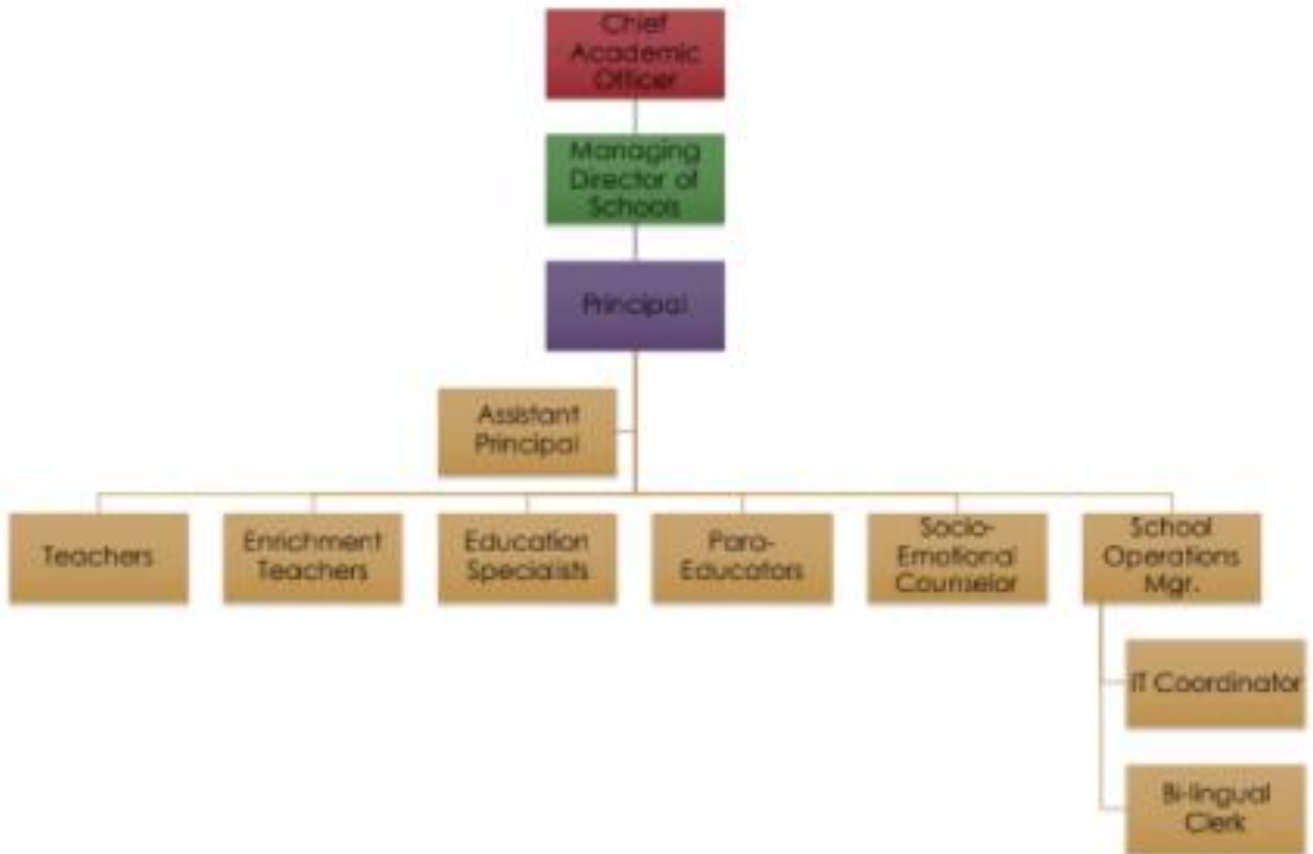 Chief
Academic
Officer
Managing
Director of
Schools
Principal
Assistant
Principal
Teachers
Enrichment
Teachers
Education
Specialists
Para-
Educators
Socio-
Emotional
Counselor
School
Operations
Mgr.
IT Coordinator
Bi-lingual
Clerk